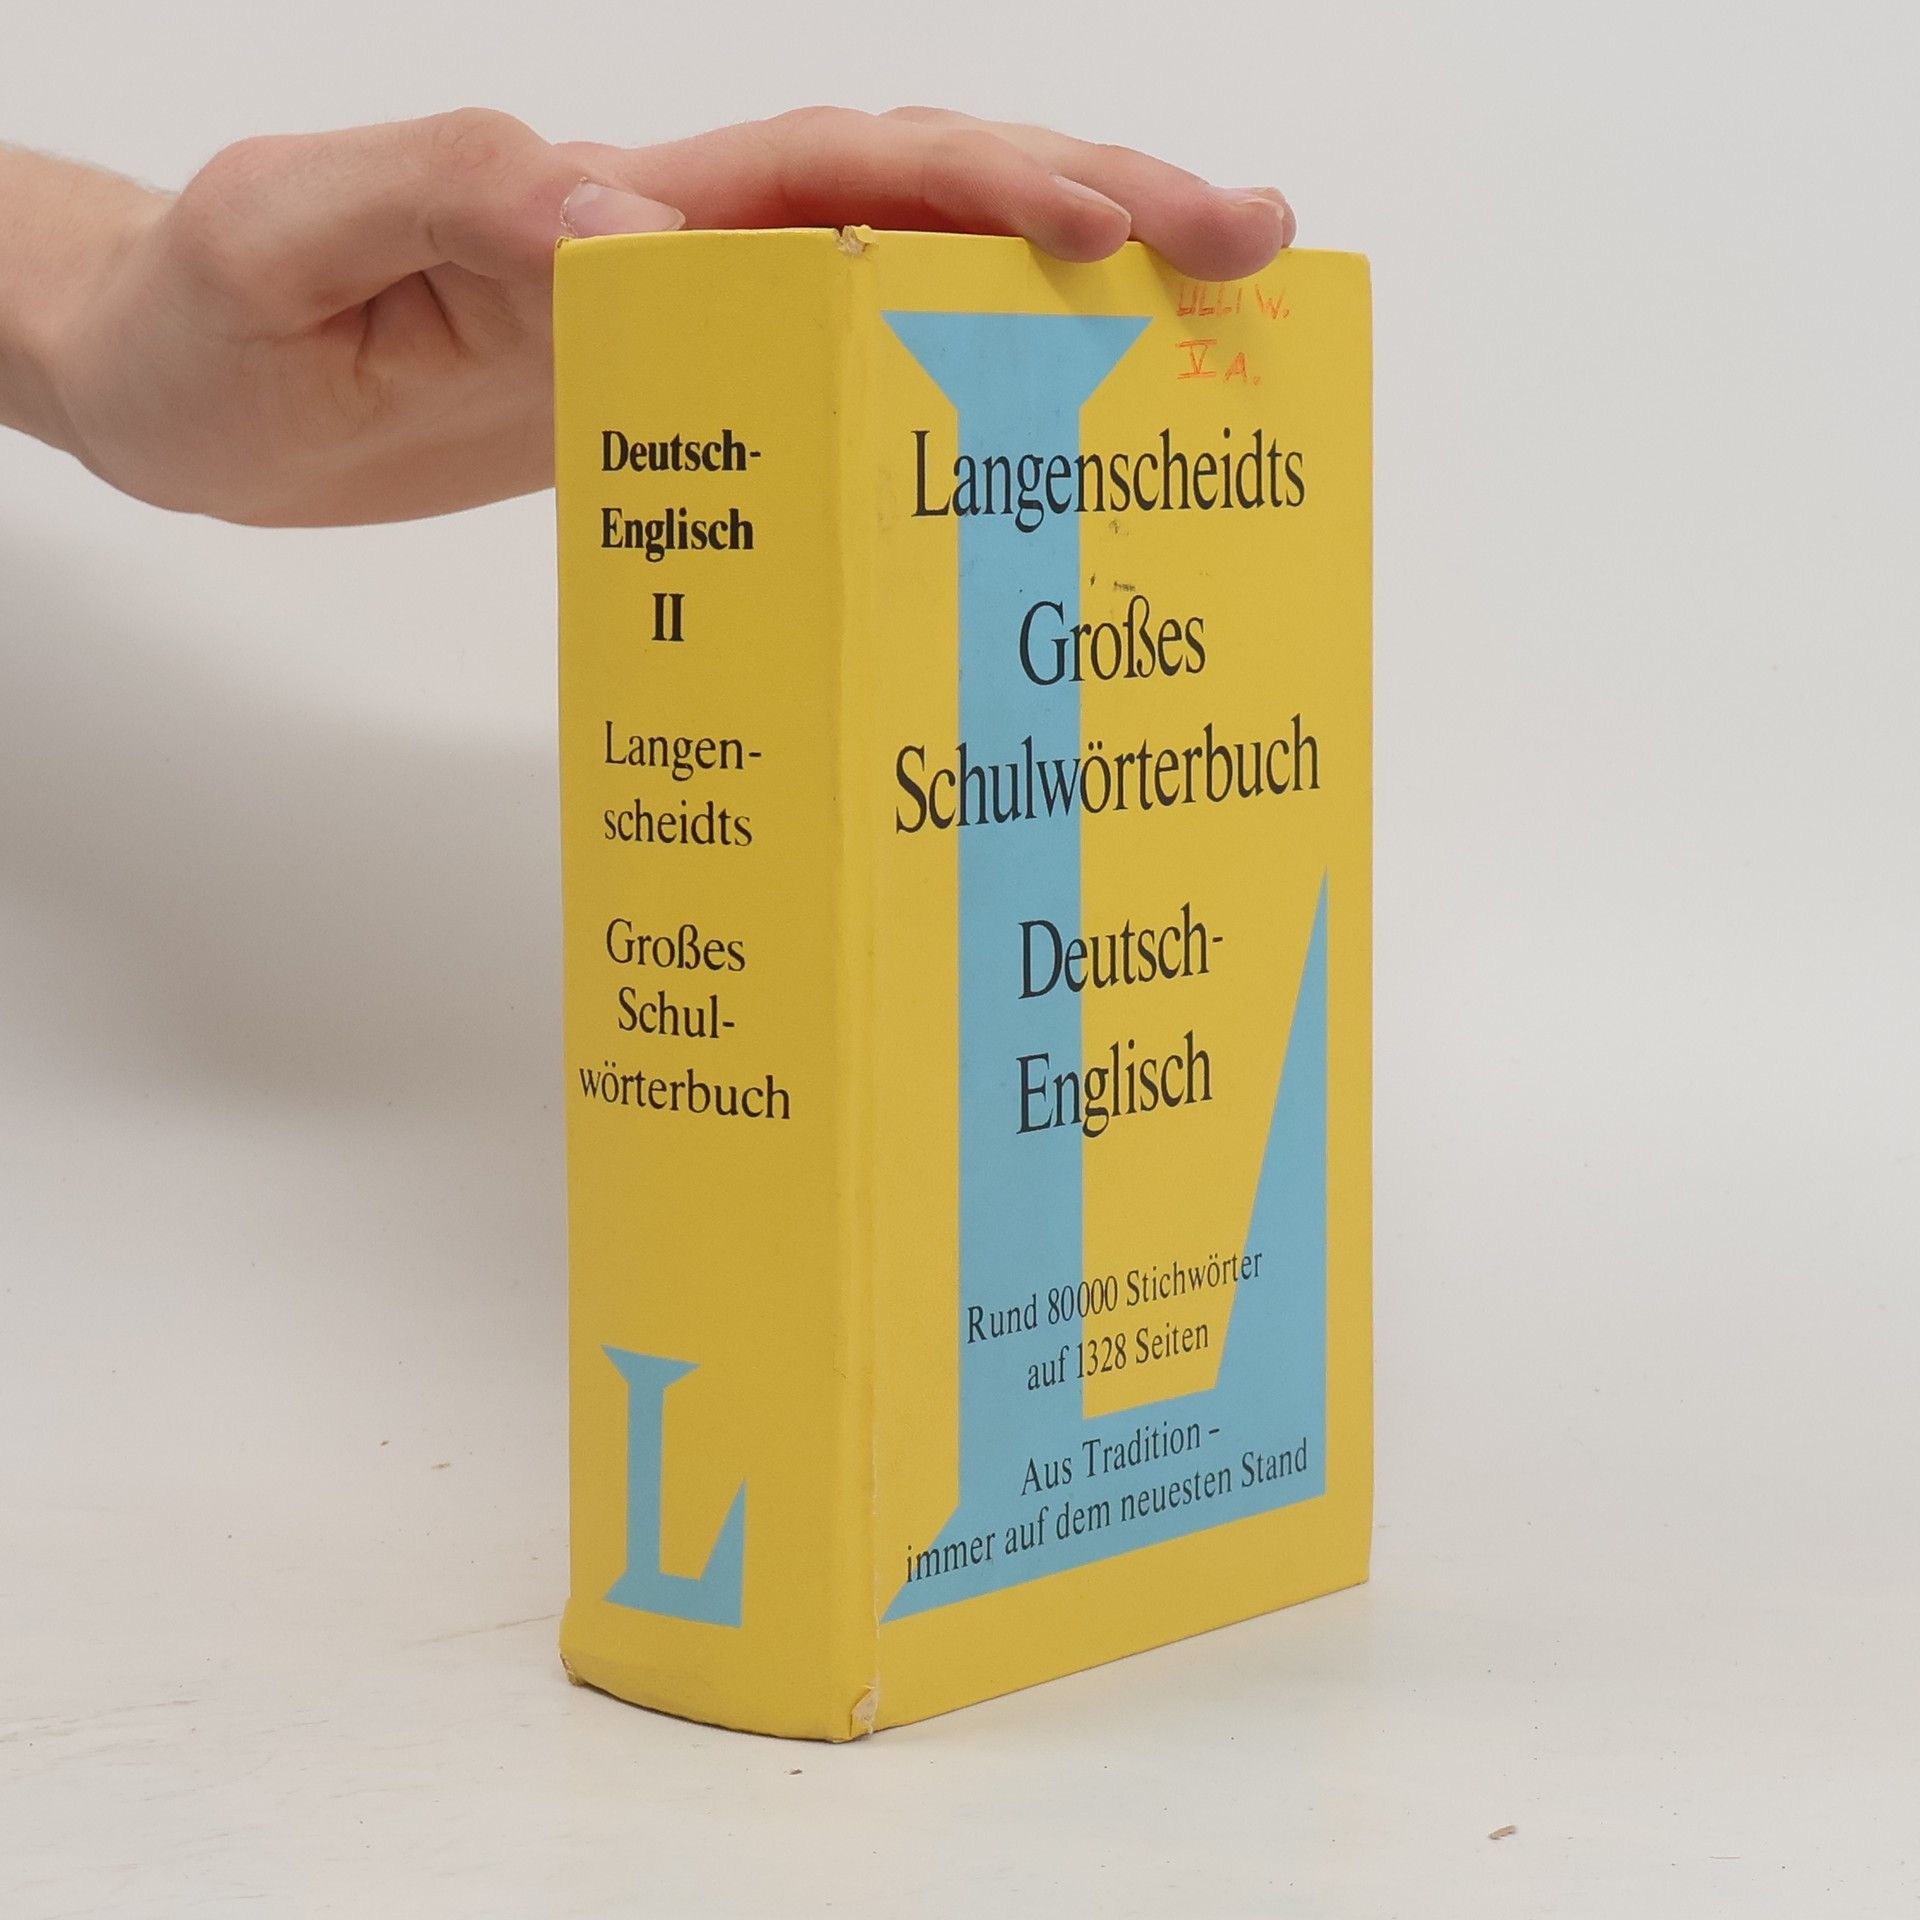 Deutsch-
Englisch
II
Langen-
scheidts
Großes
Schul-
wörterbuch
L
ULLI W.
V A.
Langenscheidts
Großes
Schulwörterbuch
Deutsch-
Englisch
Rund 80000 Stichwörter
auf 1328 Seiten
Aus Tradition –
immer auf dem neuesten Stand
L